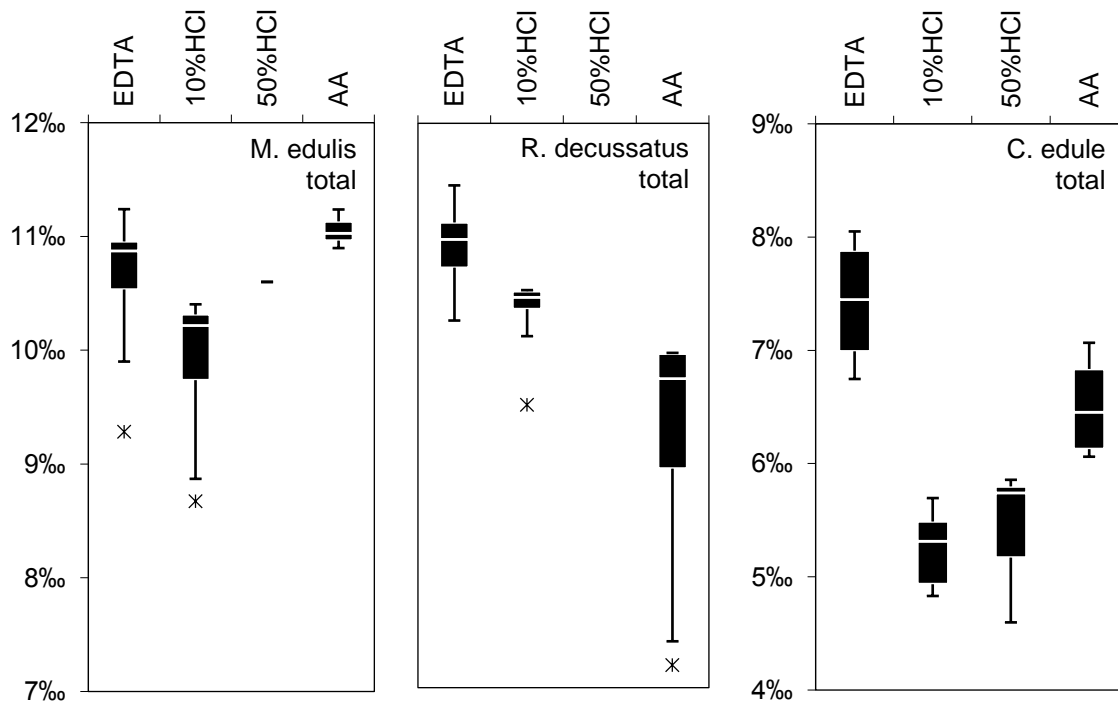 EDTA
10%HCl
50%HCl
AA
EDTA
10%HCl
50%HCl
AA
EDTA
10%HCl
50%HCl
AA
12‰
11‰
10‰
9‰
8‰
7‰
M. edulis
total
R. decussatus
total
9‰
8‰
7‰
6‰
5‰
4‰
C. edule
total